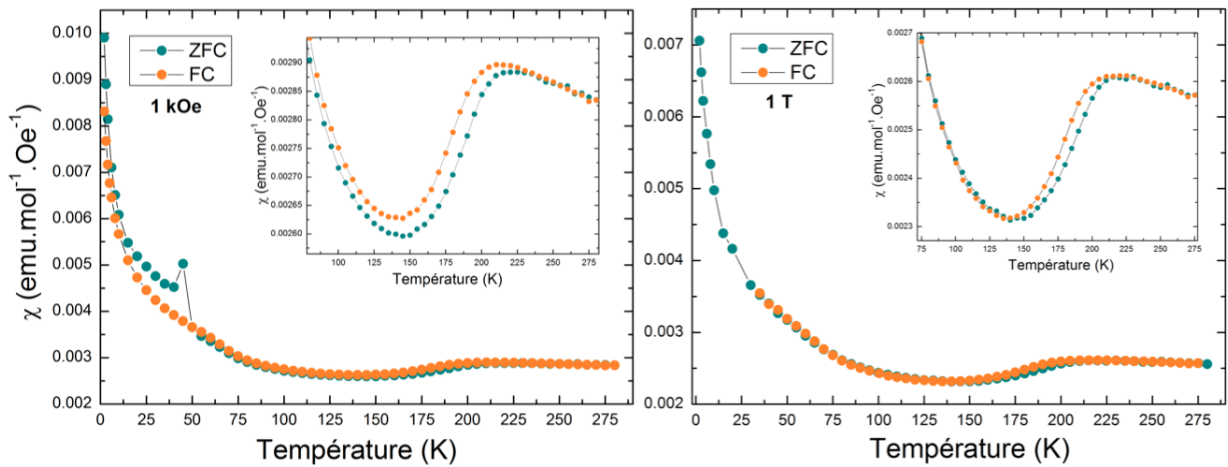 0.010
0.009
0.008
0.007
0.006
0.005
0.004
0.003
0.002
χ (emu.mol⁻¹.Oe⁻¹)
0 25 50 75 100 125 150 175 200 225 250 275
Température (K)
ZFC
FC
1 kOe
0.00290
0.00285
0.00280
0.00275
0.00270
0.00265
0.00260
χ (emu.mol⁻¹.Oe⁻¹)
100 125 150 175 200 225 250 275
Température (K)
0.007
0.006
0.005
0.004
0.003
0.002
χ (emu.mol⁻¹.Oe⁻¹)
0 25 50 75 100 125 150 175 200 225 250 275
Température (K)
ZFC
FC
1 T
0.0027
0.0026
0.0025
0.0024
0.0023
χ (emu.mol⁻¹.Oe⁻¹)
75 100 125 150 175 200 225 250 275
Température (K)